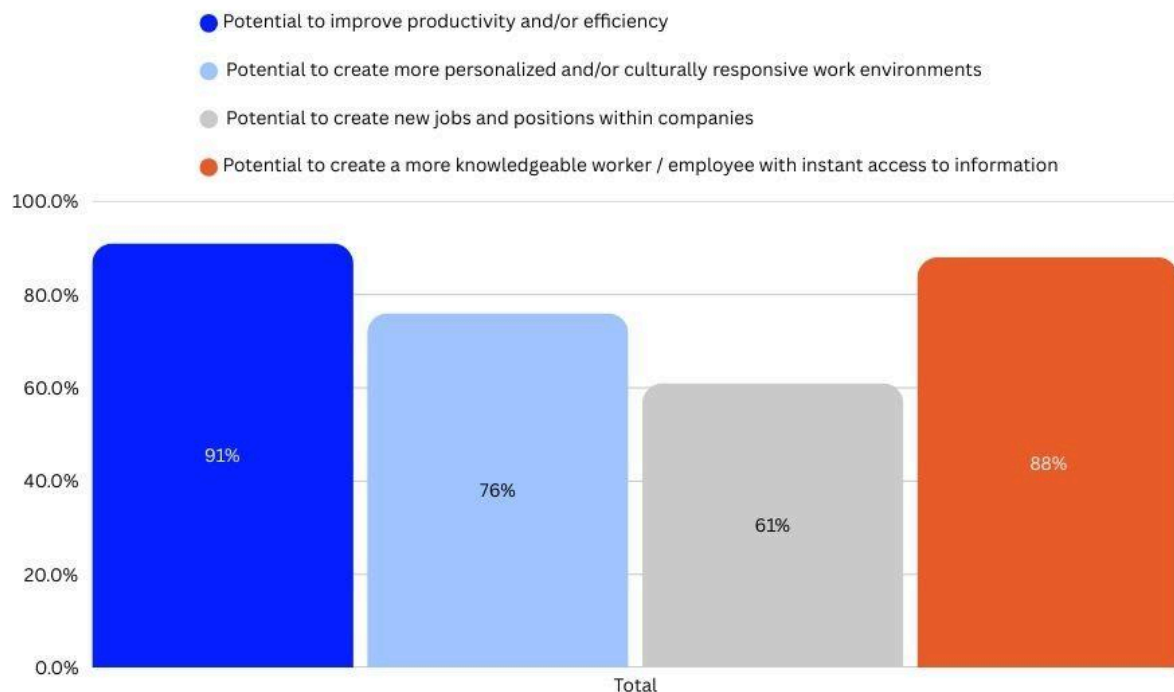 Potential to improve productivity and/or efficiency
Potential to create more personalized and/or culturally responsive work environments
Potential to create new jobs and positions within companies
Potential to create a more knowledgeable worker / employee with instant access to information
100.0%
80.0%
60.0%
40.0%
20.0%
0.0%
91%
76%
61%
88%
Total